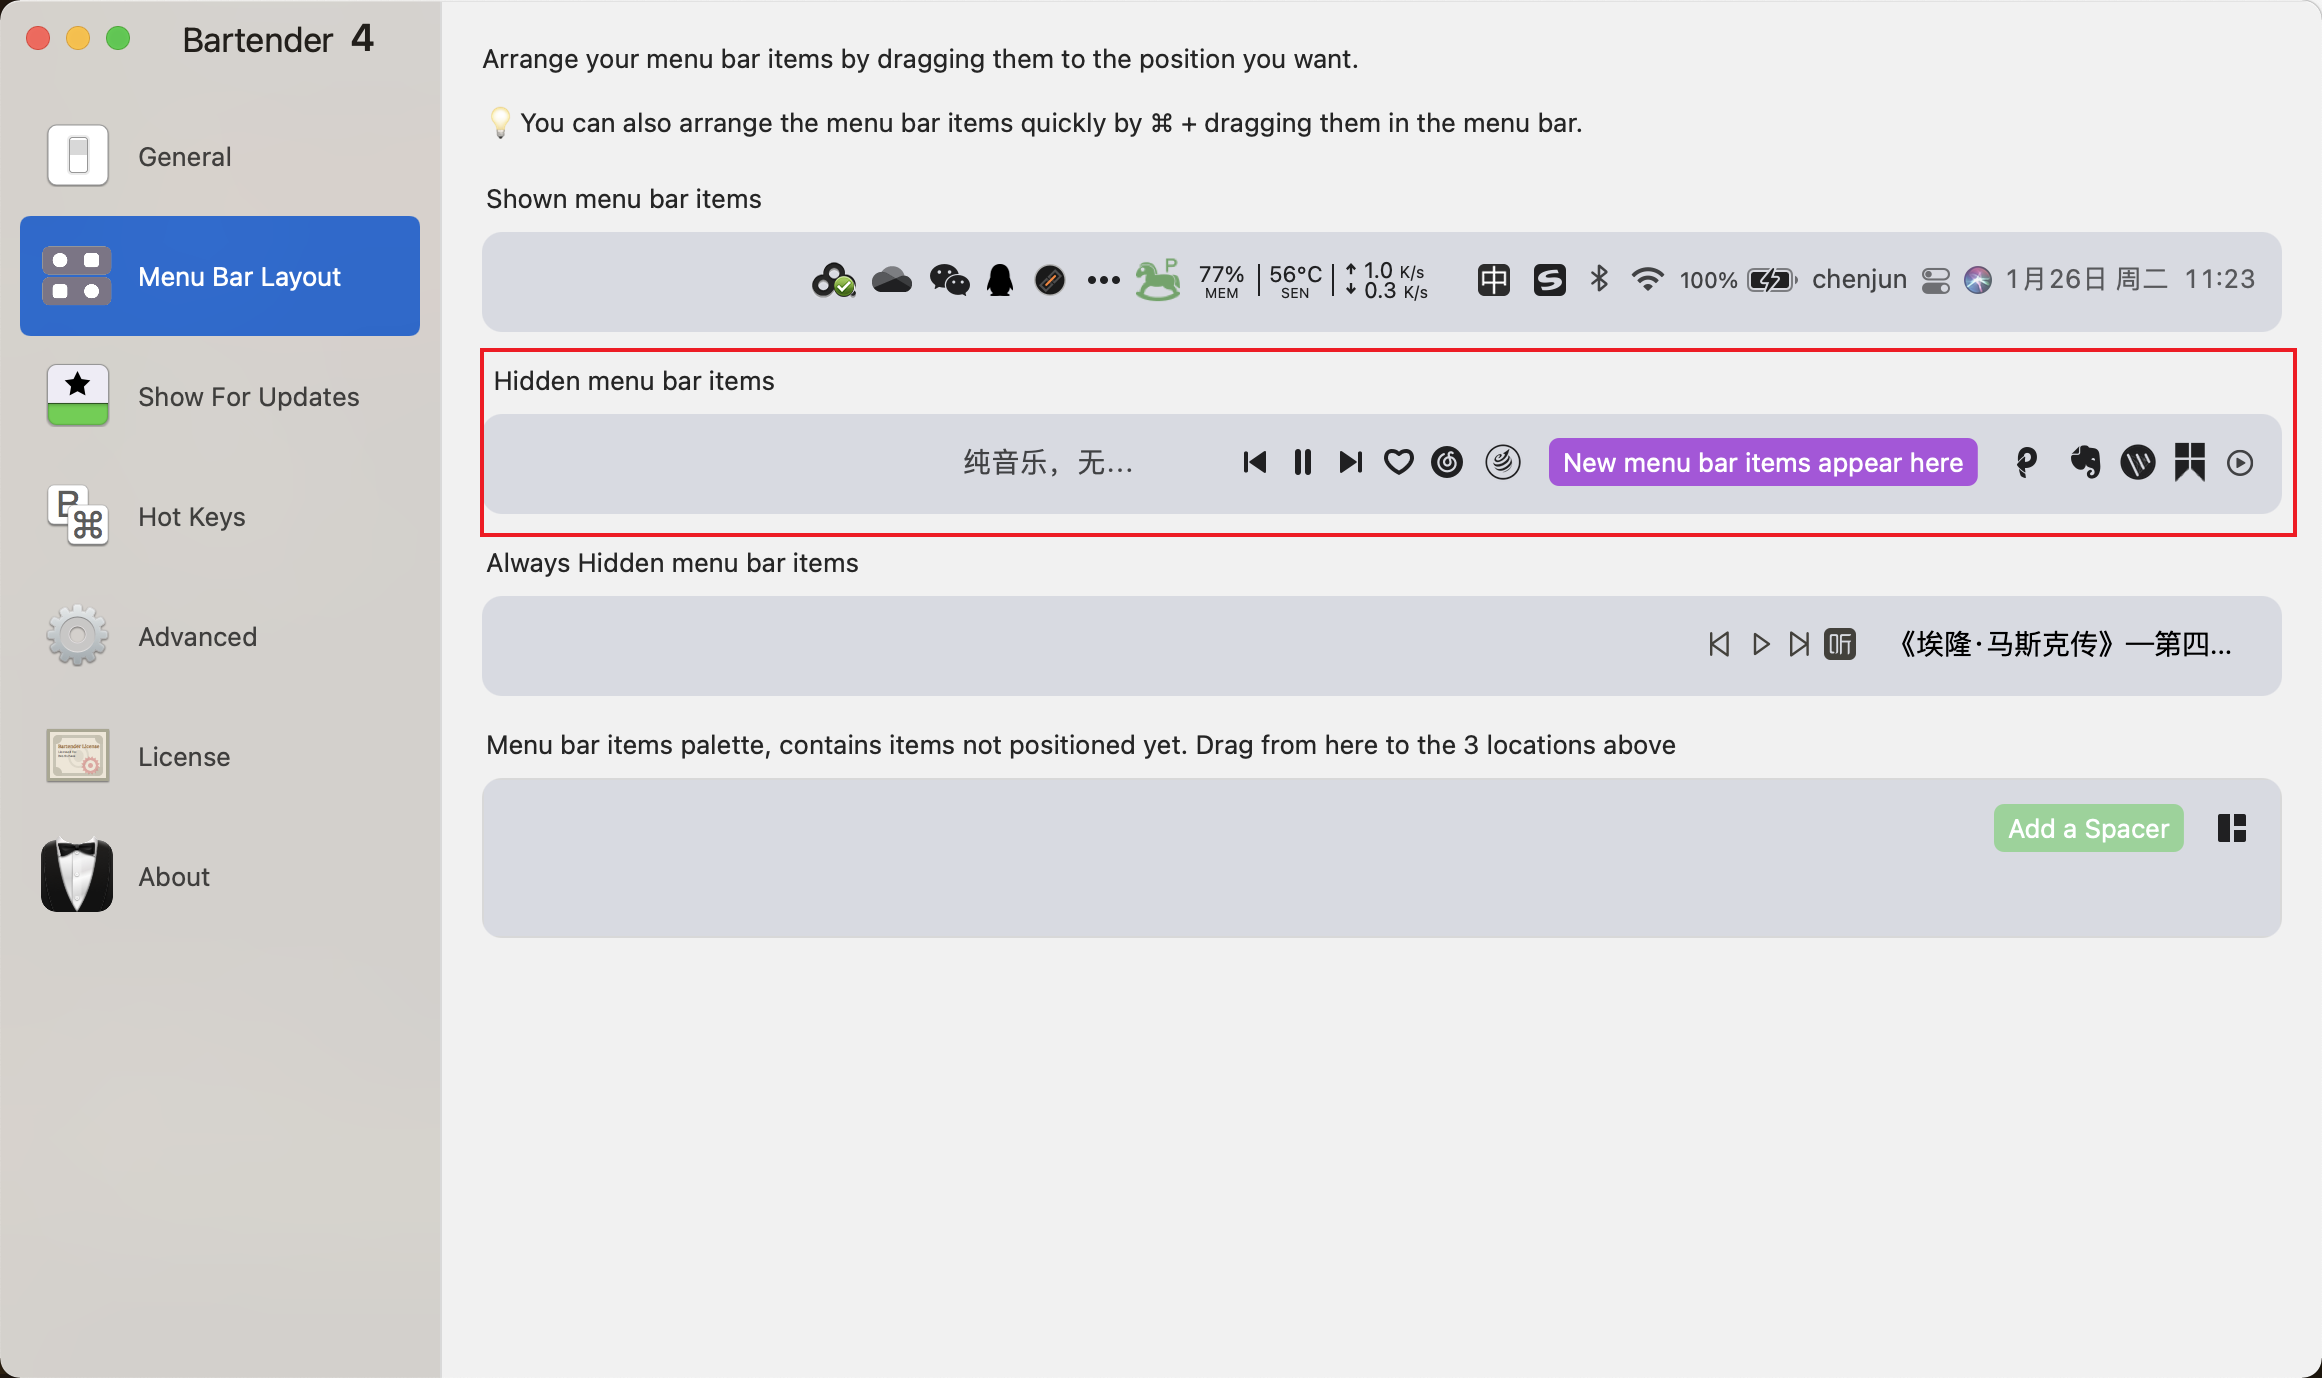 Bartender 4
General
Menu Bar Layout
Show For Updates
Hot Keys
Advanced
License
About
Arrange your menu bar items by dragging them to the position you want.
You can also arrange the menu bar items quickly by ⌘ + dragging them in the menu bar.
Shown menu bar items
P 77% MEM 56°C SEN ↑ 1.0 K/s ↓ 0.3 K/s 中 S 100% chenjun 1月26日 周二 11:23
Hidden menu bar items
纯音乐，无... New menu bar items appear here
Always Hidden menu bar items
听 《埃隆·马斯克传》—第四...
Menu bar items palette, contains items not positioned yet. Drag from here to the 3 locations above
Add a Spacer